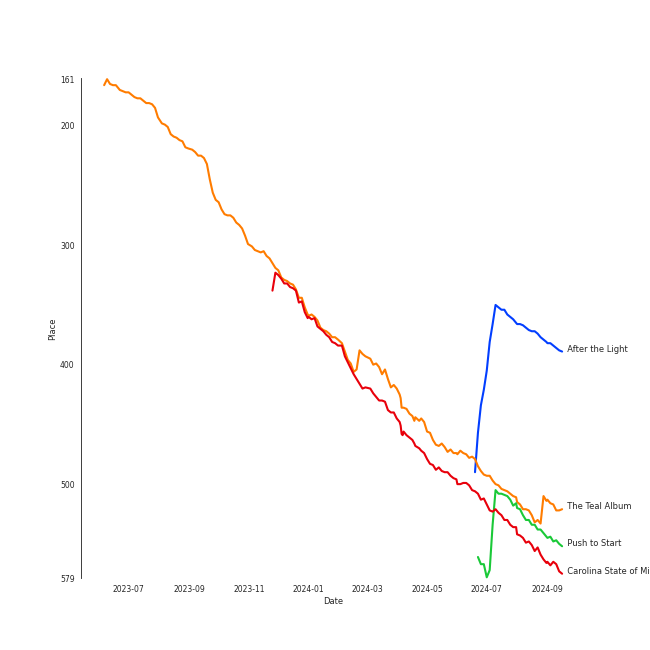 161
200
300
400
500
579
Place
2023-07
2023-09
2023-11
2024-01
2024-03
2024-05
2024-07
2024-09
Date
After the Light
The Teal Album
Push to Start
Carolina State of Mi